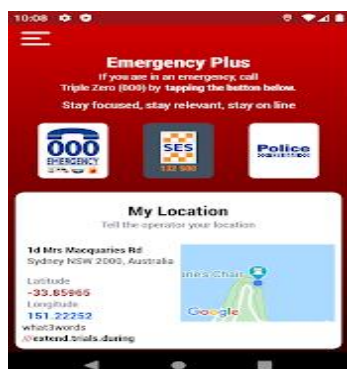 10:08
Emergency Plus
If you are in an emergency, call
Triple Zero (000) by tapping the button below.
Stay focused, stay relevant, stay on line
000
EMERGENCY
SES
132 500
Police
My Location
Tell the operator your location
1d Mrs Macquaries Rd
Sydney NSW 2000, Australia
Latitude
-33.85965
Longitude
151.22252
what3words
///extend.trials.during
Chair
Google